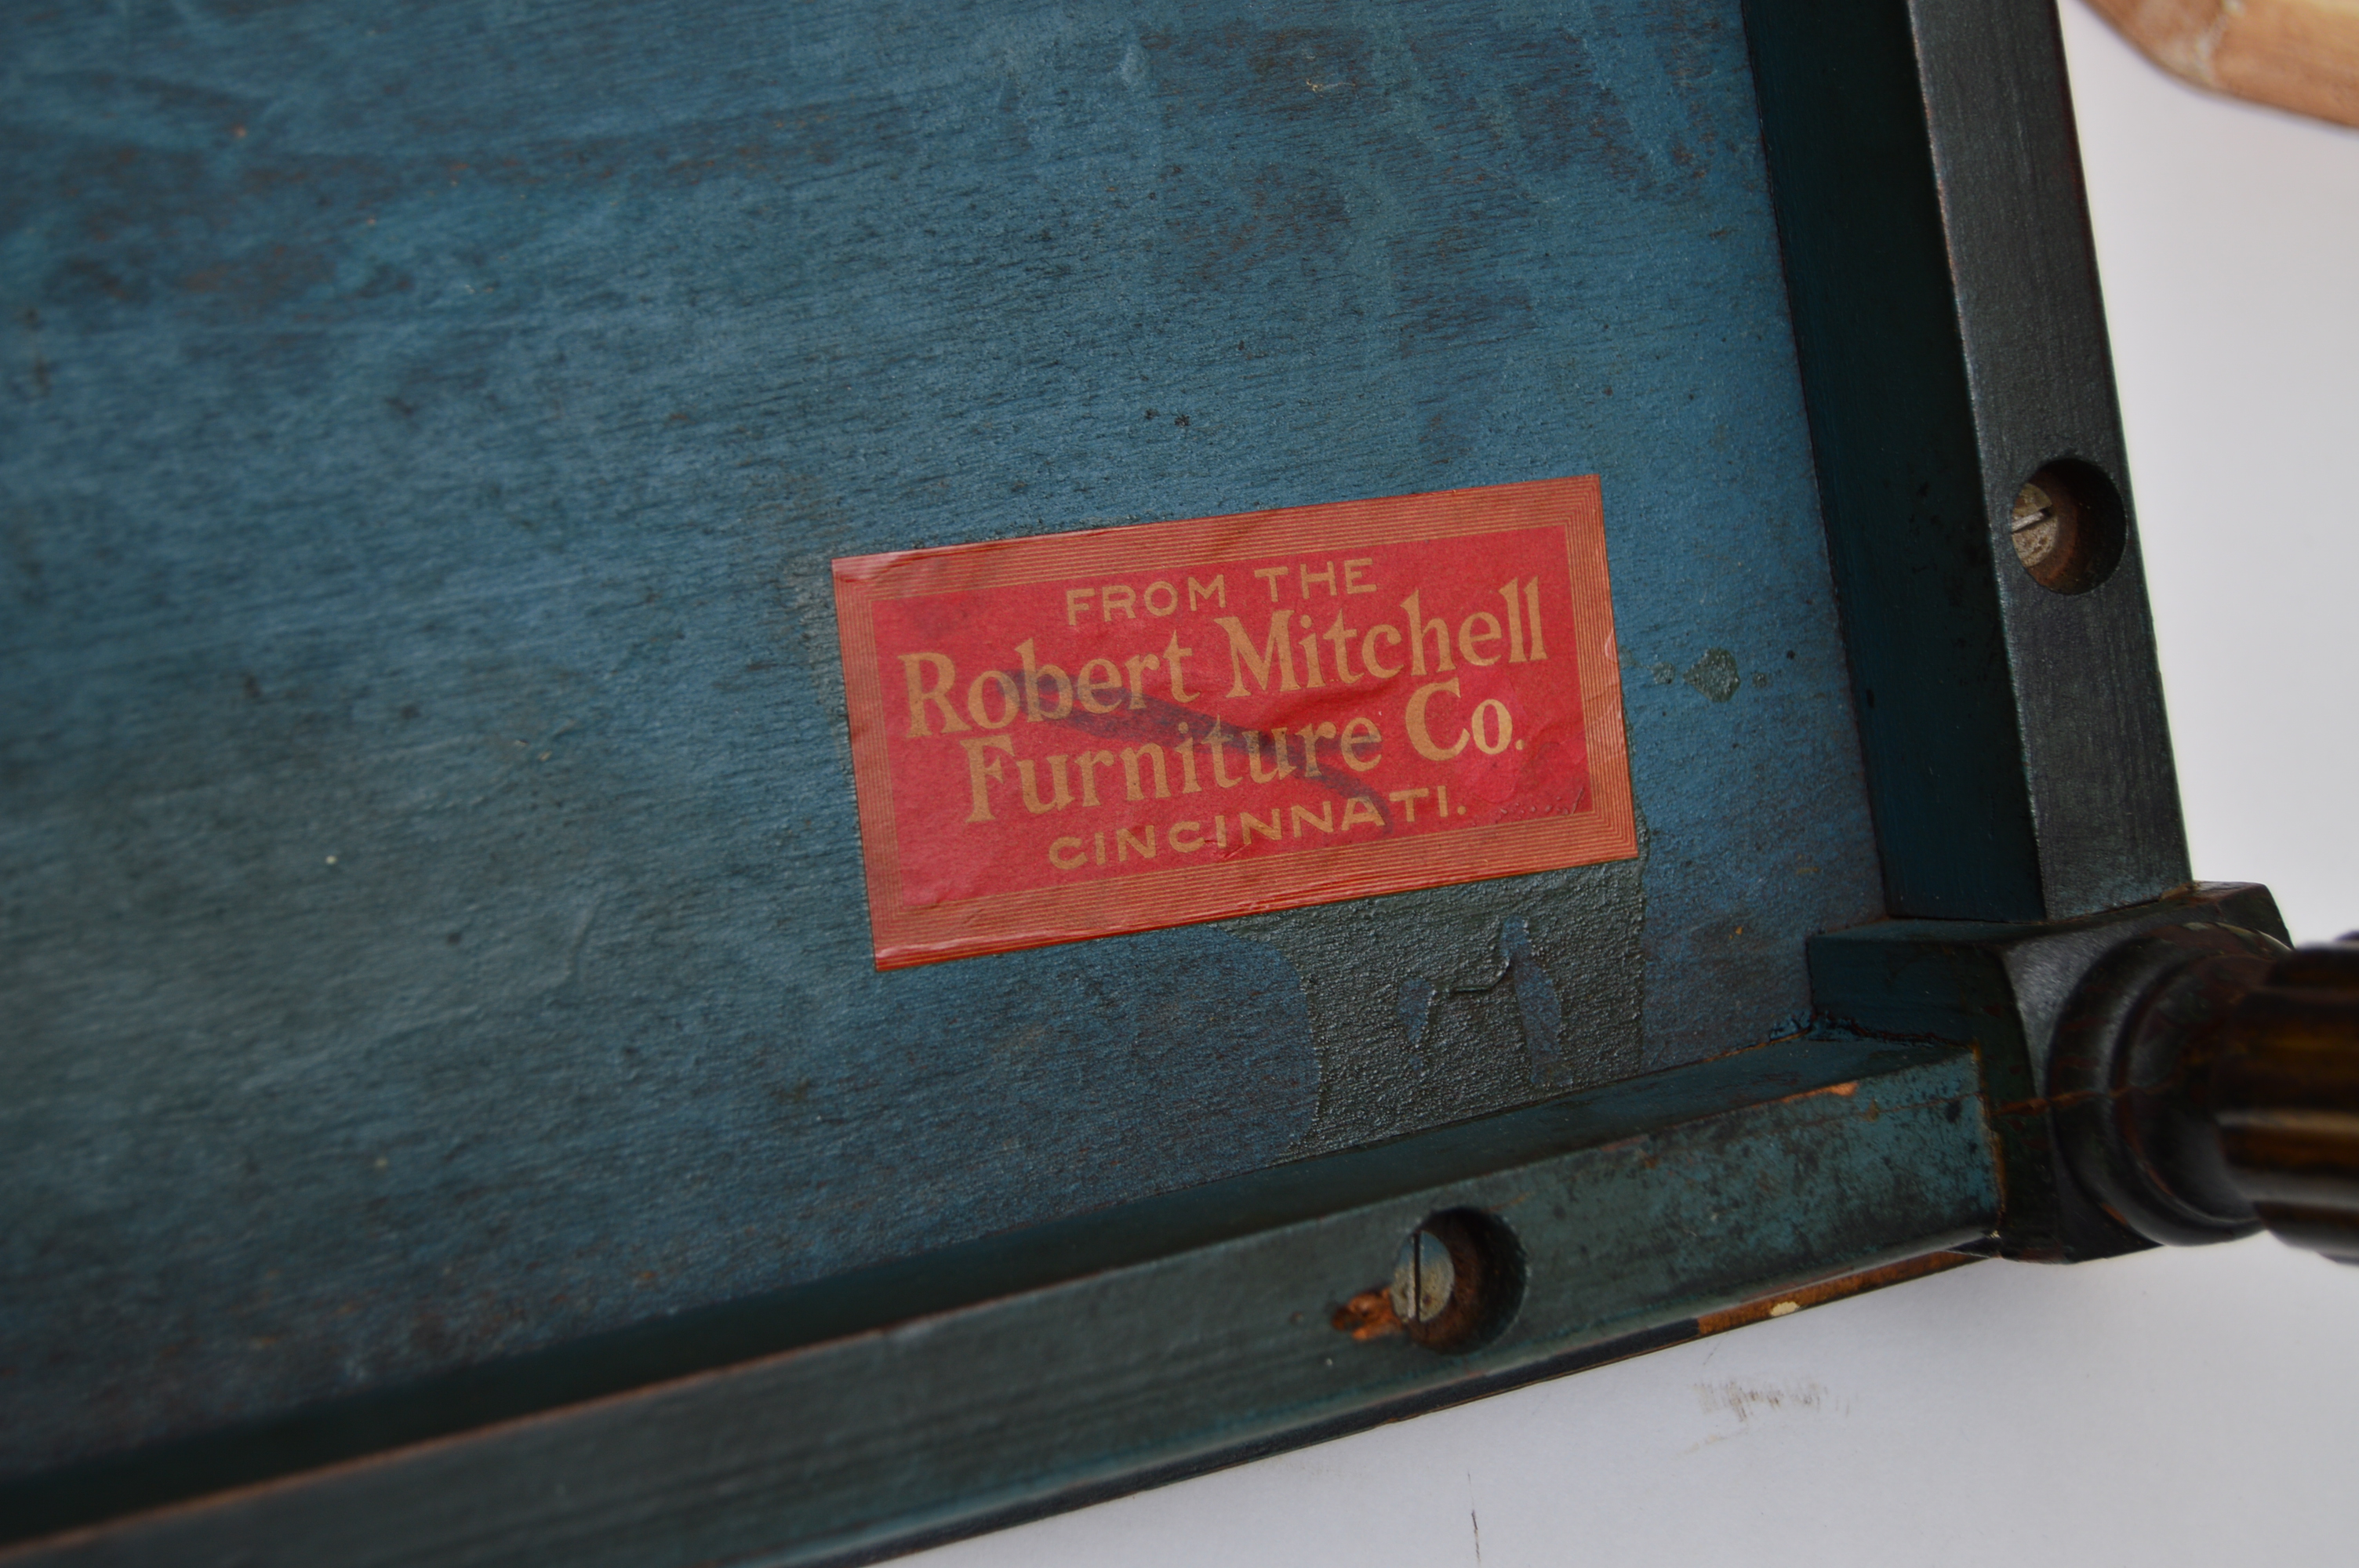 FROM THE
Robert Mitchell
Furniture Co.
CINCINNATI.